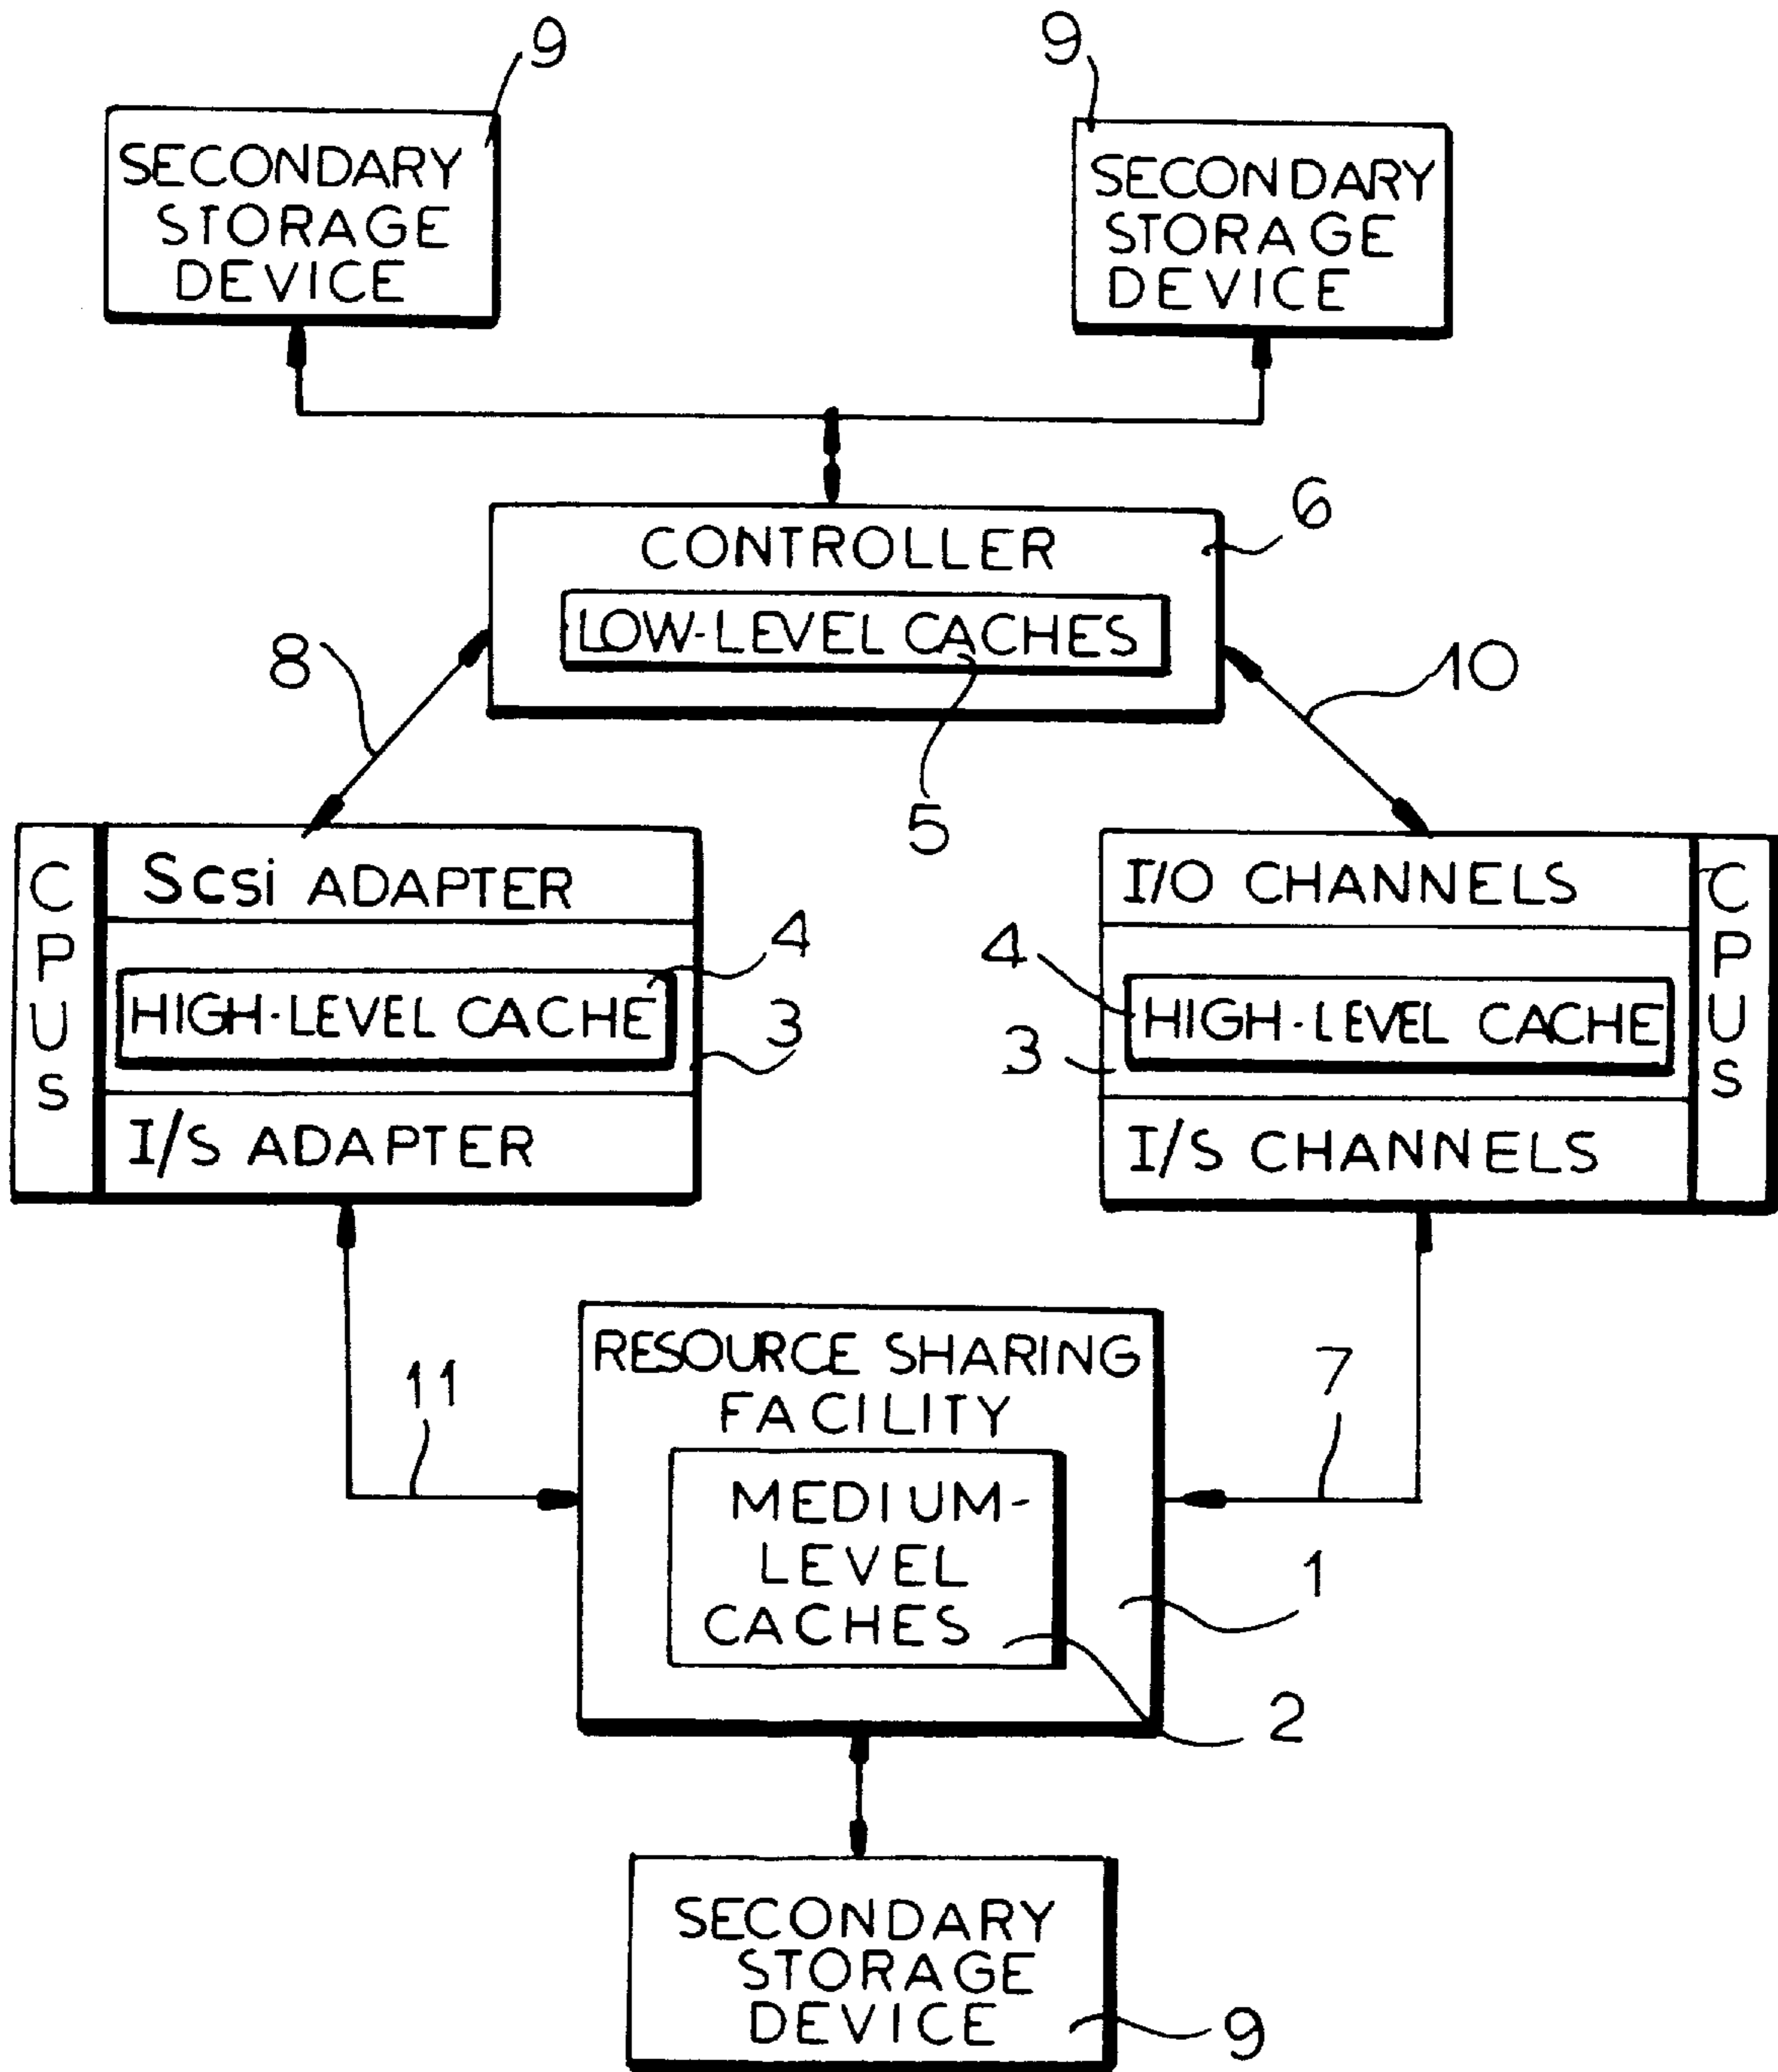 9
9
SECONDARY
STORAGE
DEVICE
SECONDARY
STORAGE
DEVICE
6
CONTROLLER
LOW-LEVEL CACHES
8
10
5
CPUS
Scsi ADAPTER
4
HIGH-LEVEL CACHE
3
I/S ADAPTER
I/O CHANNELS
CPUS
4
HIGH-LEVEL CACHE
3
I/S CHANNELS
RESOURCE SHARING
FACILITY
11
7
MEDIUM-
LEVEL
CACHES
1
2
SECONDARY
STORAGE
DEVICE
9